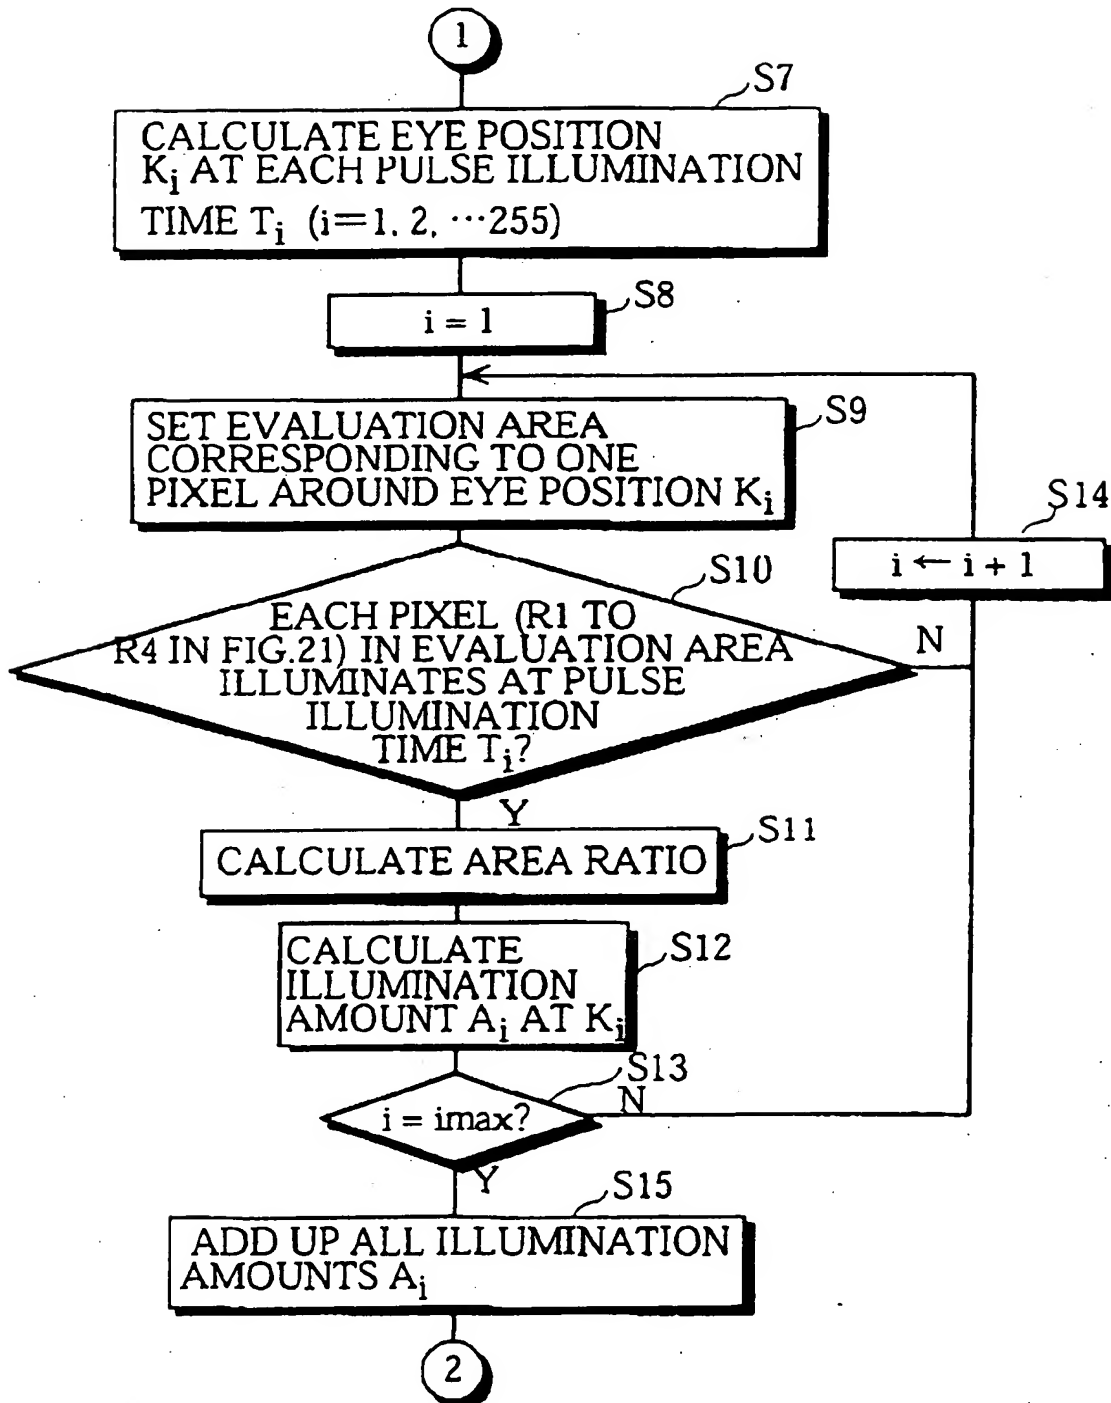 1
S7
CALCULATE EYE POSITION
Ki AT EACH PULSE ILLUMINATION
TIME Ti (i=1, 2, ···255)
S8
i = 1
S9
SET EVALUATION AREA
CORRESPONDING TO ONE
PIXEL AROUND EYE POSITION Ki
S14
i ← i + 1
S10
EACH PIXEL (R1 TO
R4 IN FIG.21) IN EVALUATION AREA
ILLUMINATES AT PULSE
ILLUMINATION
TIME Ti?
N
Y
S11
CALCULATE AREA RATIO
S12
CALCULATE
ILLUMINATION
AMOUNT Ai AT Ki
S13
i = imax?
N
Y
S15
ADD UP ALL ILLUMINATION
AMOUNTS Ai
2